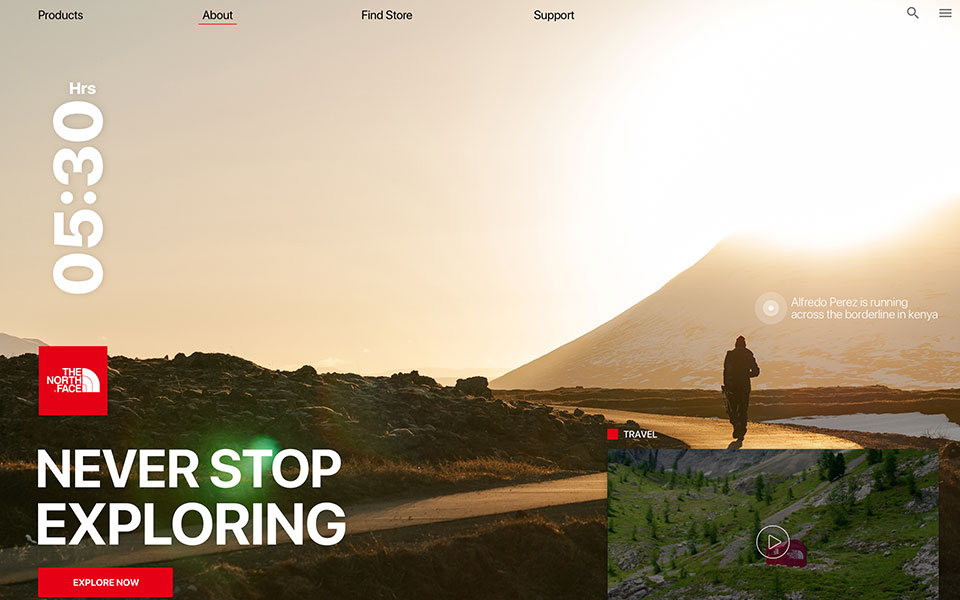 Products
About
Find Store
Support
Hrs
05:30
Alfredo Perez is running
across the borderline in kenya
THE
NORTH
FACE
TRAVEL
NEVER STOP
EXPLORING
EXPLORE NOW